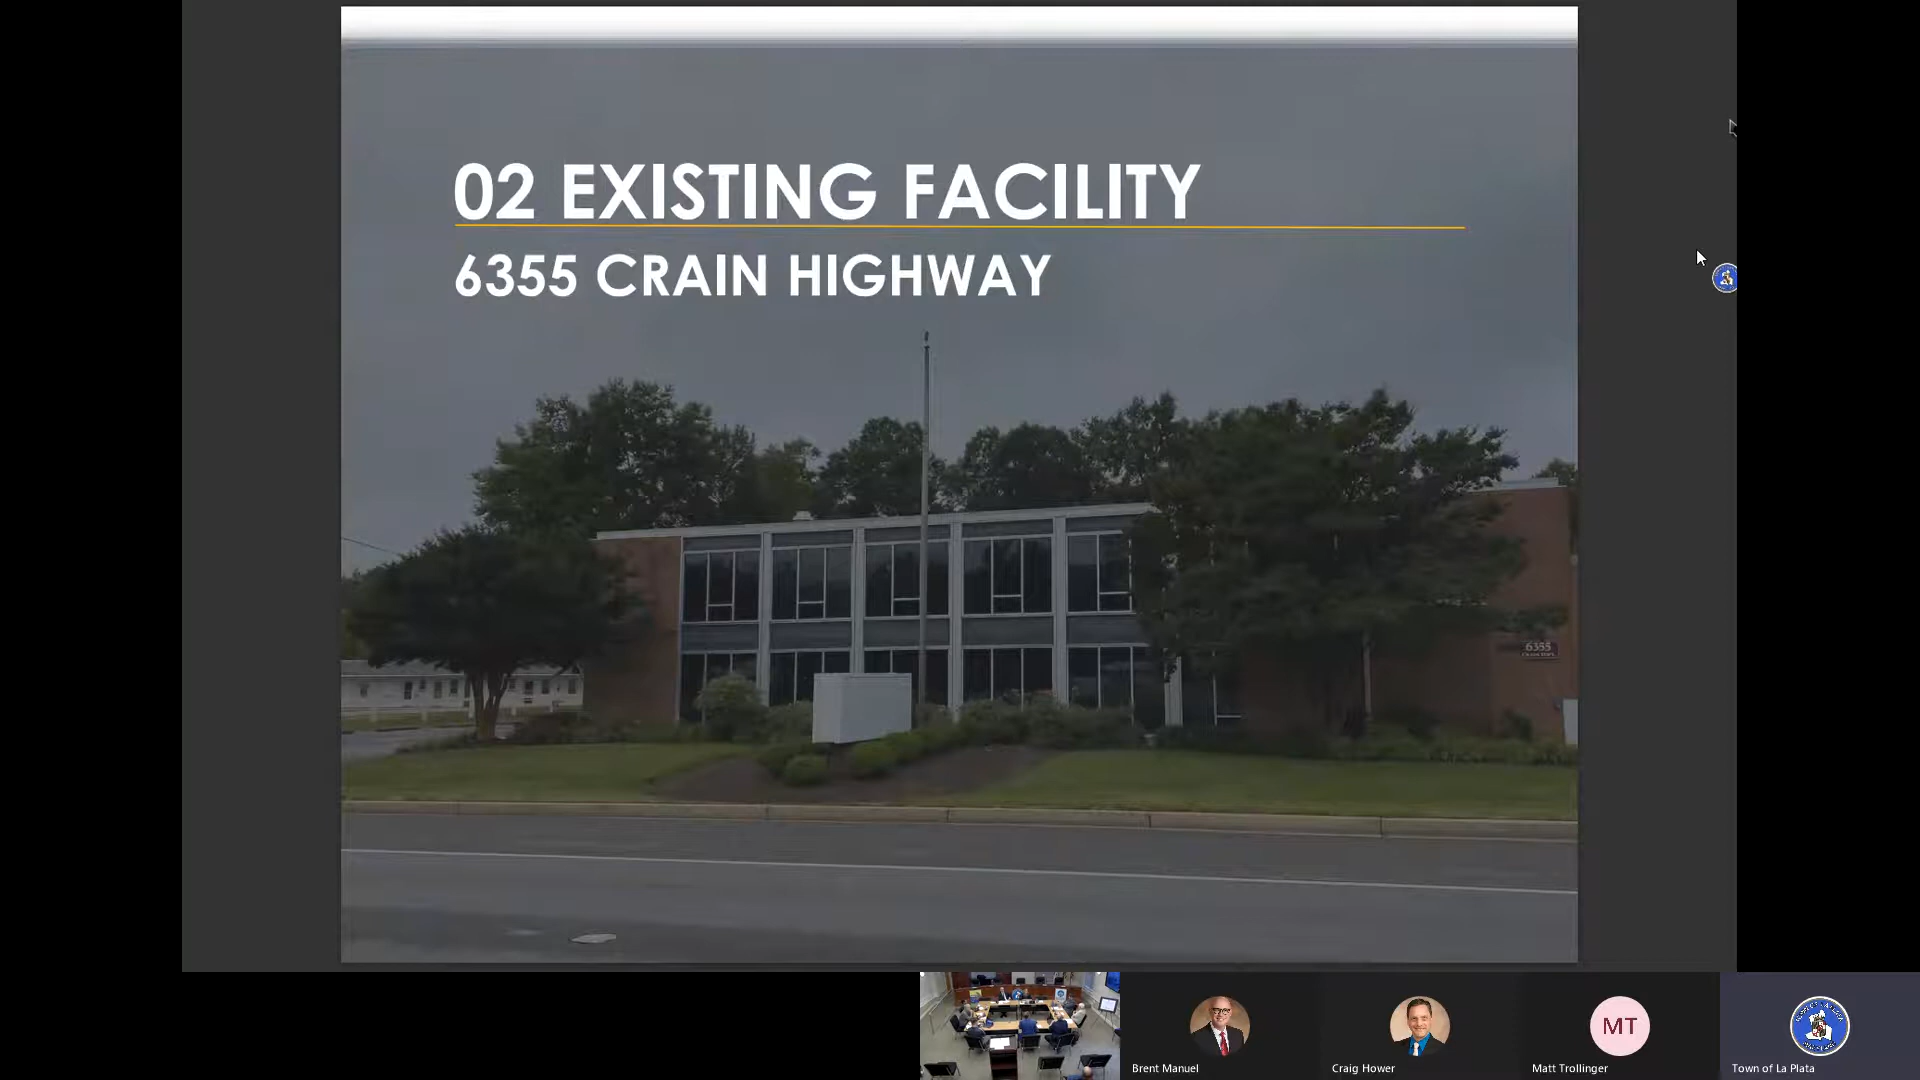 02 EXISTING FACILITY
6355 CRAIN HIGHWAY
6355
MT
Brent Manuel
Craig Hower
Matt Trollinger
Town of La Plata